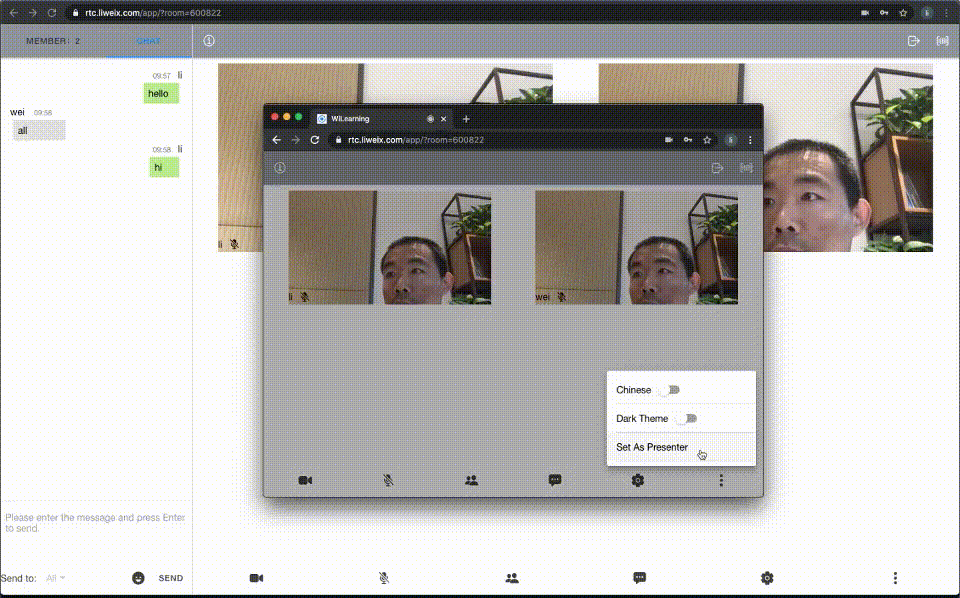 rtc.liweix.com/app/?room=600822
MEMBER: 2
CHAT
09:57 li
hello
wei 09:58
all
09:58 li
hi
li
WiLearning
rtc.liweix.com/app/?room=600822
li
wei
Chinese
Dark Theme
Set As Presenter
Please enter the message and press Enter
to send.
Send to: All
SEND